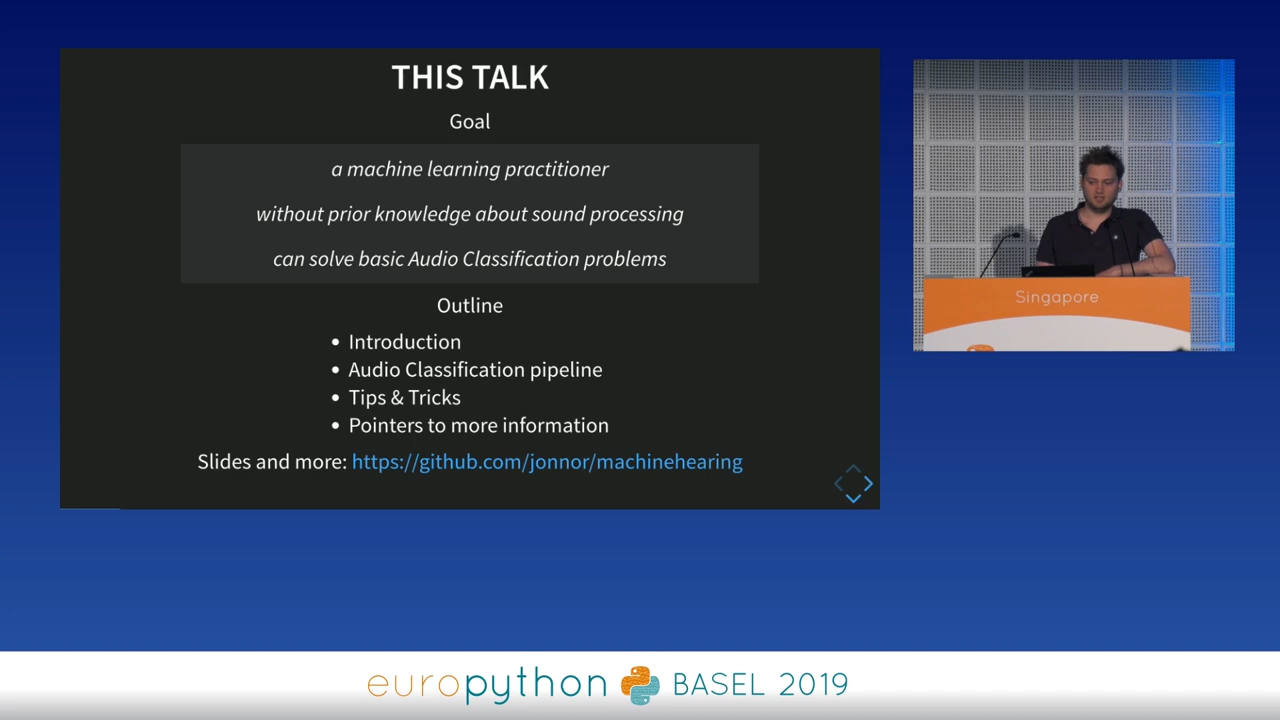 THIS TALK
Goal
a machine learning practitioner
without prior knowledge about sound processing
can solve basic Audio Classification problems
Outline
• Introduction
• Audio Classification pipeline
• Tips & Tricks
• Pointers to more information
Slides and more: https://github.com/jonnor/machinehearing
Singapore
europython BASEL 2019